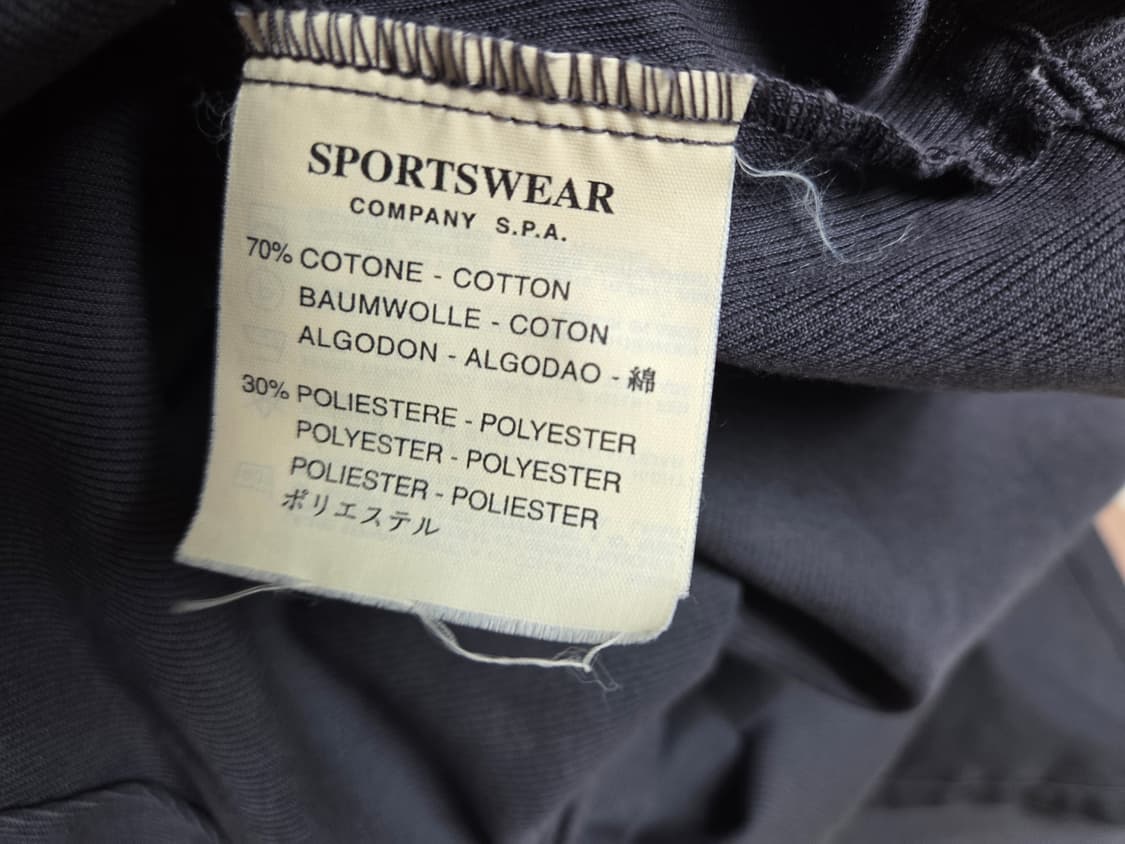 SPORTSWEAR
COMPANY S.P.A.
70% COTONE - COTTON
BAUMWOLLE - COTON
ALGODON - ALGODAO - 綿
30% POLIESTERE - POLYESTER
POLYESTER - POLYESTER
POLIESTER - POLIESTER
ポリエステル